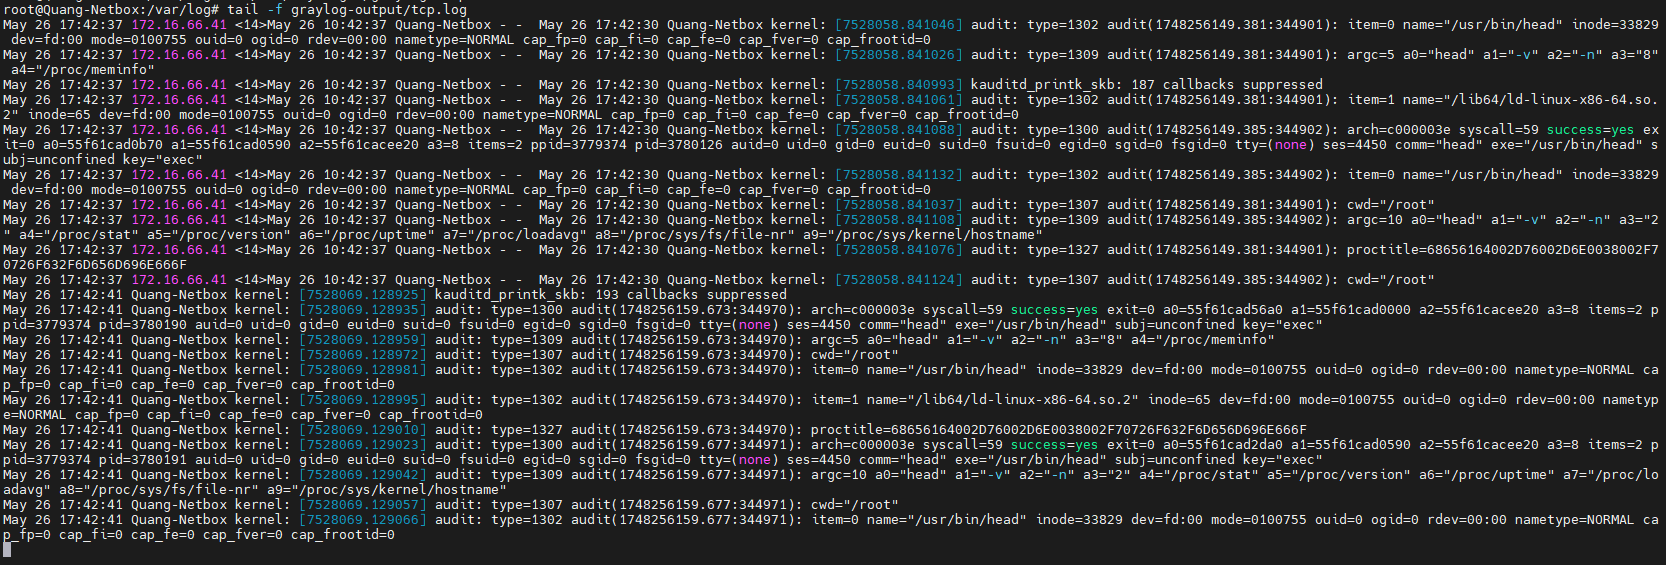 root@Quang-Netbox:/var/log# tail -f graylog-output/tcp.log
May 26 17:42:37 172.16.66.41 <14>May 26 10:42:37 Quang-Netbox - -  May 26 17:42:30 Quang-Netbox kernel: [7528058.841046] audit: type=1302 audit(1748256149.381:344901): item=0 name="/usr/bin/head" inode=33829
 dev=fd:00 mode=0100755 ouid=0 ogid=0 rdev=00:00 nametype=NORMAL cap_fp=0 cap_fi=0 cap_fe=0 cap_fver=0 cap_frootid=0
May 26 17:42:37 172.16.66.41 <14>May 26 10:42:37 Quang-Netbox - -  May 26 17:42:30 Quang-Netbox kernel: [7528058.841026] audit: type=1309 audit(1748256149.381:344901): argc=5 a0="head" a1="-v" a2="-n" a3="8"
 a4="/proc/meminfo"
May 26 17:42:37 172.16.66.41 <14>May 26 10:42:37 Quang-Netbox - -  May 26 17:42:30 Quang-Netbox kernel: [7528058.840993] kauditd_printk_skb: 187 callbacks suppressed
May 26 17:42:37 172.16.66.41 <14>May 26 10:42:37 Quang-Netbox - -  May 26 17:42:30 Quang-Netbox kernel: [7528058.841061] audit: type=1302 audit(1748256149.381:344901): item=1 name="/lib64/ld-linux-x86-64.so.
2" inode=65 dev=fd:00 mode=0100755 ouid=0 ogid=0 rdev=00:00 nametype=NORMAL cap_fp=0 cap_fi=0 cap_fe=0 cap_fver=0 cap_frootid=0
May 26 17:42:37 172.16.66.41 <14>May 26 10:42:37 Quang-Netbox - -  May 26 17:42:30 Quang-Netbox kernel: [7528058.841088] audit: type=1300 audit(1748256149.385:344902): arch=c000003e syscall=59 success=yes ex
it=0 a0=55f61cad0b70 a1=55f61cad0590 a2=55f61cacee20 a3=8 items=2 ppid=3779374 pid=3780126 auid=0 uid=0 gid=0 euid=0 suid=0 fsuid=0 egid=0 sgid=0 fsgid=0 tty=(none) ses=4450 comm="head" exe="/usr/bin/head" s
ubj=unconfined key="exec"
May 26 17:42:37 172.16.66.41 <14>May 26 10:42:37 Quang-Netbox - -  May 26 17:42:30 Quang-Netbox kernel: [7528058.841132] audit: type=1302 audit(1748256149.385:344902): item=0 name="/usr/bin/head" inode=33829
 dev=fd:00 mode=0100755 ouid=0 ogid=0 rdev=00:00 nametype=NORMAL cap_fp=0 cap_fi=0 cap_fe=0 cap_fver=0 cap_frootid=0
May 26 17:42:37 172.16.66.41 <14>May 26 10:42:37 Quang-Netbox - -  May 26 17:42:30 Quang-Netbox kernel: [7528058.841037] audit: type=1307 audit(1748256149.381:344901): cwd="/root"
May 26 17:42:37 172.16.66.41 <14>May 26 10:42:37 Quang-Netbox - -  May 26 17:42:30 Quang-Netbox kernel: [7528058.841108] audit: type=1309 audit(1748256149.385:344902): argc=10 a0="head" a1="-v" a2="-n" a3="2
" a4="/proc/stat" a5="/proc/version" a6="/proc/uptime" a7="/proc/loadavg" a8="/proc/sys/fs/file-nr" a9="/proc/sys/kernel/hostname"
May 26 17:42:37 172.16.66.41 <14>May 26 10:42:37 Quang-Netbox - -  May 26 17:42:30 Quang-Netbox kernel: [7528058.841076] audit: type=1327 audit(1748256149.381:344901): proctitle=68656164002D76002D6E0038002F7
0726F632F6D656D696E666F
May 26 17:42:37 172.16.66.41 <14>May 26 10:42:37 Quang-Netbox - -  May 26 17:42:30 Quang-Netbox kernel: [7528058.841124] audit: type=1307 audit(1748256149.385:344902): cwd="/root"
May 26 17:42:41 Quang-Netbox kernel: [7528069.128925] kauditd_printk_skb: 193 callbacks suppressed
May 26 17:42:41 Quang-Netbox kernel: [7528069.128935] audit: type=1300 audit(1748256159.673:344970): arch=c000003e syscall=59 success=yes exit=0 a0=55f61cad56a0 a1=55f61cad0000 a2=55f61cacee20 a3=8 items=2 p
pid=3779374 pid=3780190 auid=0 uid=0 gid=0 euid=0 suid=0 fsuid=0 egid=0 sgid=0 fsgid=0 tty=(none) ses=4450 comm="head" exe="/usr/bin/head" subj=unconfined key="exec"
May 26 17:42:41 Quang-Netbox kernel: [7528069.128959] audit: type=1309 audit(1748256159.673:344970): argc=5 a0="head" a1="-v" a2="-n" a3="8" a4="/proc/meminfo"
May 26 17:42:41 Quang-Netbox kernel: [7528069.128972] audit: type=1307 audit(1748256159.673:344970): cwd="/root"
May 26 17:42:41 Quang-Netbox kernel: [7528069.128981] audit: type=1302 audit(1748256159.673:344970): item=0 name="/usr/bin/head" inode=33829 dev=fd:00 mode=0100755 ouid=0 ogid=0 rdev=00:00 nametype=NORMAL ca
p_fp=0 cap_fi=0 cap_fe=0 cap_fver=0 cap_frootid=0
May 26 17:42:41 Quang-Netbox kernel: [7528069.128995] audit: type=1302 audit(1748256159.673:344970): item=1 name="/lib64/ld-linux-x86-64.so.2" inode=65 dev=fd:00 mode=0100755 ouid=0 ogid=0 rdev=00:00 nametyp
e=NORMAL cap_fp=0 cap_fi=0 cap_fe=0 cap_fver=0 cap_frootid=0
May 26 17:42:41 Quang-Netbox kernel: [7528069.129010] audit: type=1327 audit(1748256159.673:344970): proctitle=68656164002D76002D6E0038002F70726F632F6D656D696E666F
May 26 17:42:41 Quang-Netbox kernel: [7528069.129023] audit: type=1300 audit(1748256159.677:344971): arch=c000003e syscall=59 success=yes exit=0 a0=55f61cad2da0 a1=55f61cad0590 a2=55f61cacee20 a3=8 items=2 p
pid=3779374 pid=3780191 auid=0 uid=0 gid=0 euid=0 suid=0 fsuid=0 egid=0 sgid=0 fsgid=0 tty=(none) ses=4450 comm="head" exe="/usr/bin/head" subj=unconfined key="exec"
May 26 17:42:41 Quang-Netbox kernel: [7528069.129042] audit: type=1309 audit(1748256159.677:344971): argc=10 a0="head" a1="-v" a2="-n" a3="2" a4="/proc/stat" a5="/proc/version" a6="/proc/uptime" a7="/proc/lo
adavg" a8="/proc/sys/fs/file-nr" a9="/proc/sys/kernel/hostname"
May 26 17:42:41 Quang-Netbox kernel: [7528069.129057] audit: type=1307 audit(1748256159.677:344971): cwd="/root"
May 26 17:42:41 Quang-Netbox kernel: [7528069.129066] audit: type=1302 audit(1748256159.677:344971): item=0 name="/usr/bin/head" inode=33829 dev=fd:00 mode=0100755 ouid=0 ogid=0 rdev=00:00 nametype=NORMAL ca
p_fp=0 cap_fi=0 cap_fe=0 cap_fver=0 cap_frootid=0